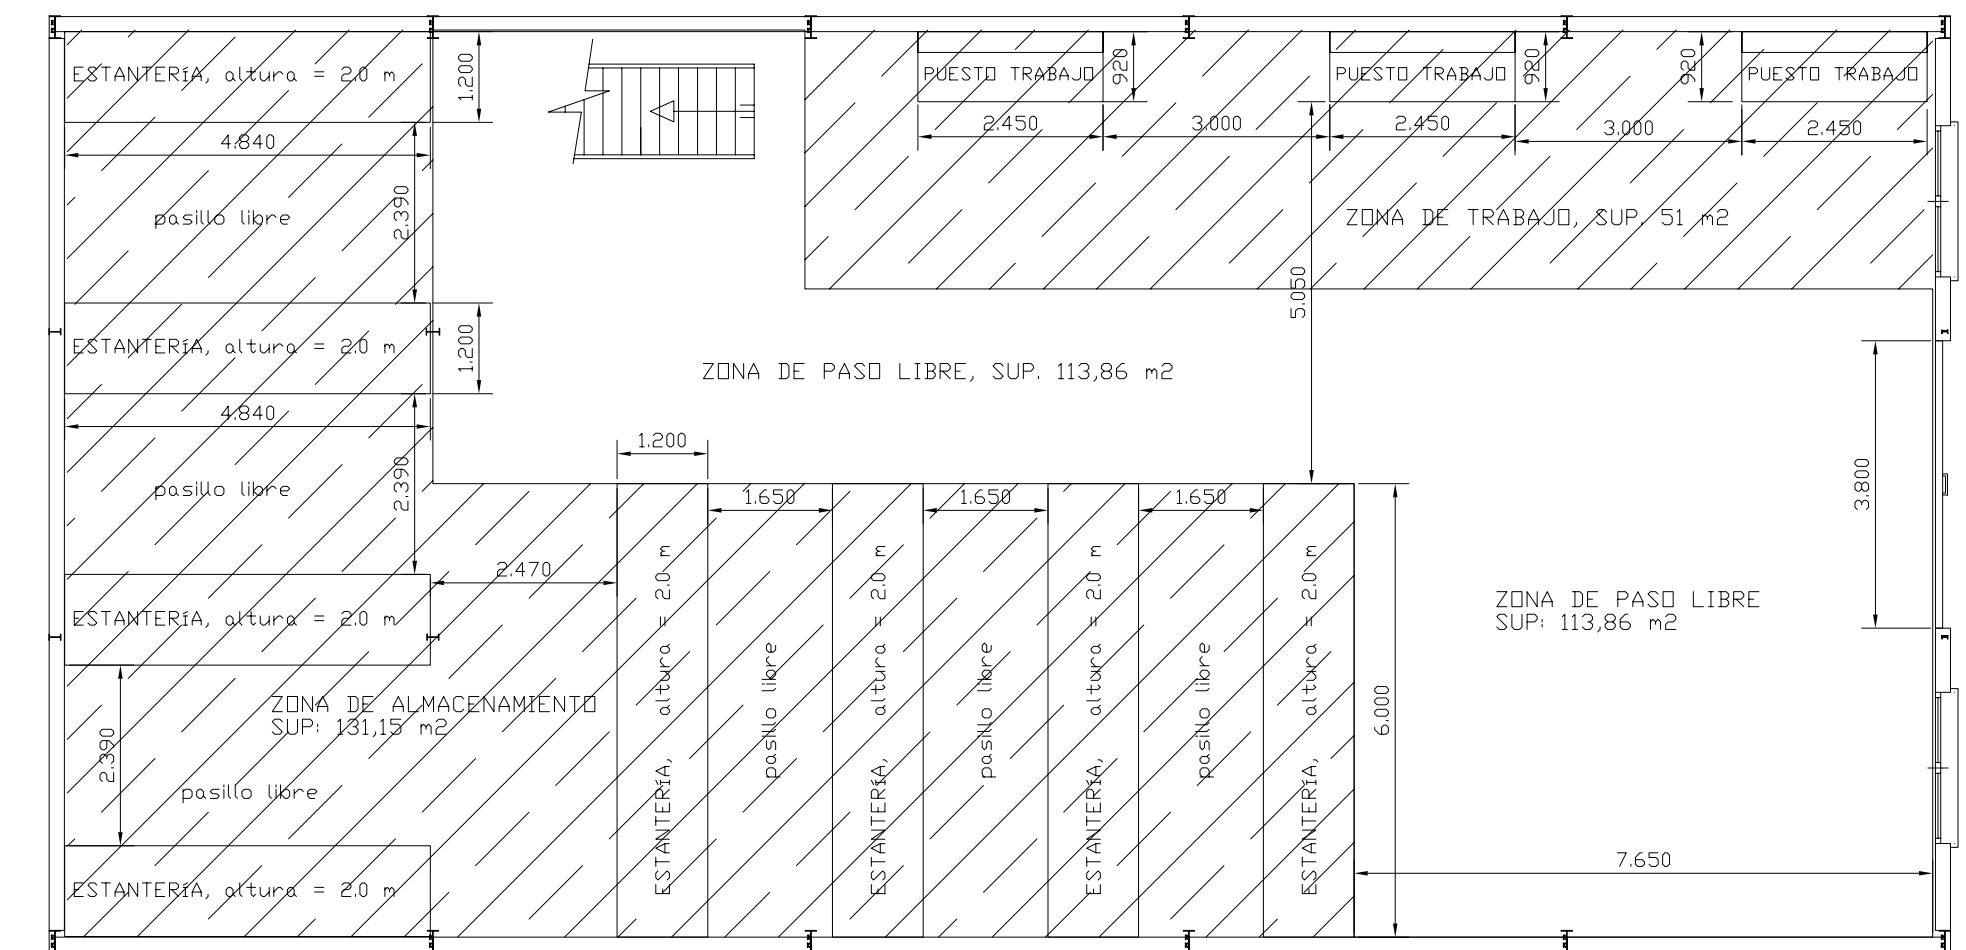 ESTANTERÍA, altura = 2.0 m
1.200
PUESTO TRABAJO
920
PUESTO TRABAJO
920
920
PUESTO TRABAJO
2.450
3.000
2.450
3.000
2.450
4.840
2.390
pasillo libre
ZONA DE TRABAJO, SUP. 51 m2
5.050
ESTANTERÍA, altura = 2.0 m
1.200
ZONA DE PASO LIBRE, SUP. 113,86 m2
4.840
1.200
2.390
pasillo libre
1.650
1.650
1.650
3.800
2.470
ESTANTERÍA, altura = 2.0 m
ZONA DE PASO LIBRE
SUP: 113,86 m2
ESTANTERÍA, altura = 2.0 m
pasillo libre
ESTANTERÍA, altura = 2.0 m
pasillo libre
ESTANTERÍA, altura = 2.0 m
pasillo libre
ESTANTERÍA, altura = 2.0 m
6.000
ZONA DE ALMACENAMIENTO
SUP: 131,15 m2
2.390
pasillo libre
7.650
ESTANTERÍA, altura = 2.0 m